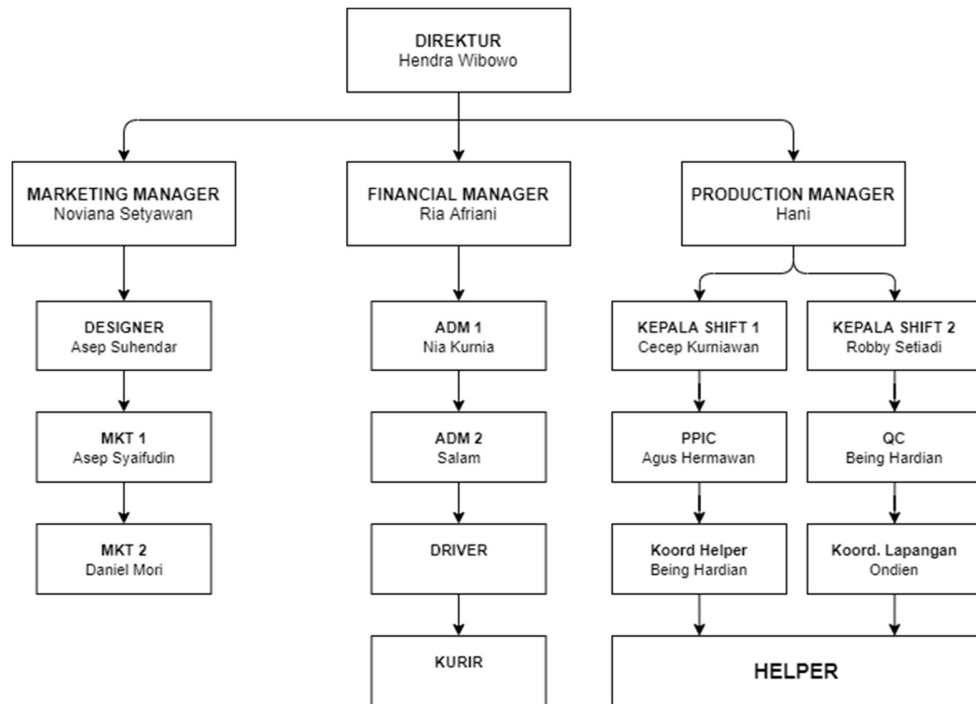 DIREKTUR
Hendra Wibowo
MARKETING MANAGER
Noviana Setyawan
FINANCIAL MANAGER
Ria Afriani
PRODUCTION MANAGER
Hani
DESIGNER
Asep Suhendar
ADM 1
Nia Kurnia
KEPALA SHIFT 1
Cecep Kurniawan
KEPALA SHIFT 2
Robby Setiadi
MKT 1
Asep Syaifudin
ADM 2
Salam
PPIC
Agus Hermawan
QC
Being Hardian
MKT 2
Daniel Mori
DRIVER
Koord Helper
Being Hardian
Koord. Lapangan
Ondien
KURIR
HELPER